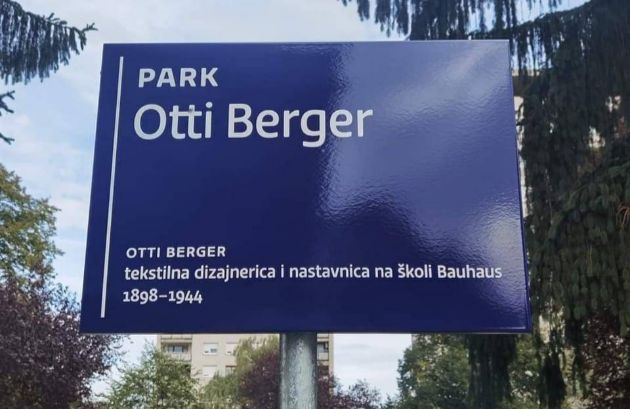 PARK
Otti Berger
OTTI BERGER
tekstilna dizajnerica i nastavnica na školi Bauhaus
1898–1944